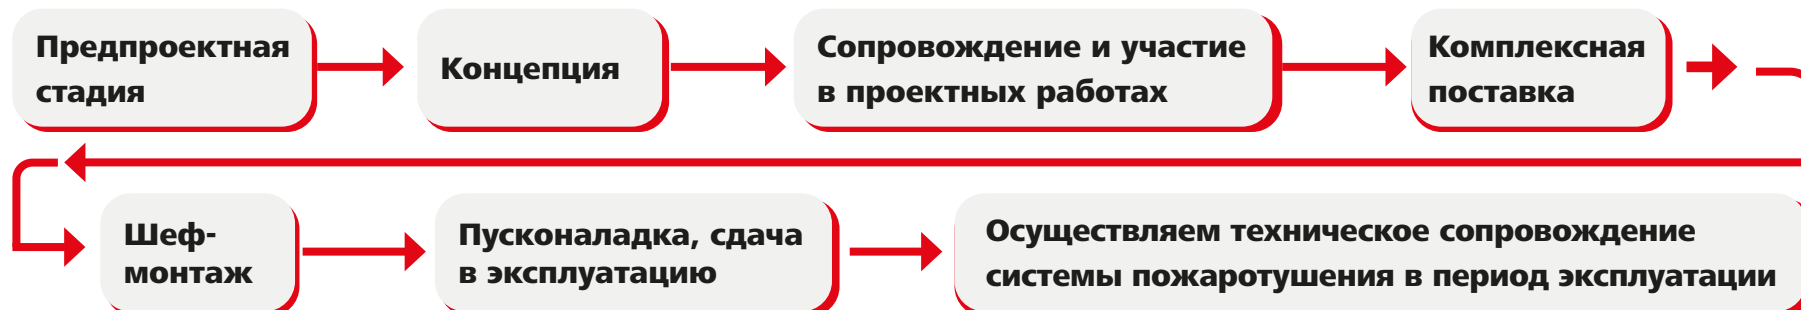 Предпроектная
стадия
Концепция
Сопровождение и участие
в проектных работах
Комплексная
поставка
Шеф-
монтаж
Пусконаладка, сдача
в эксплуатацию
Осуществляем техническое сопровождение
системы пожаротушения в период эксплуатации